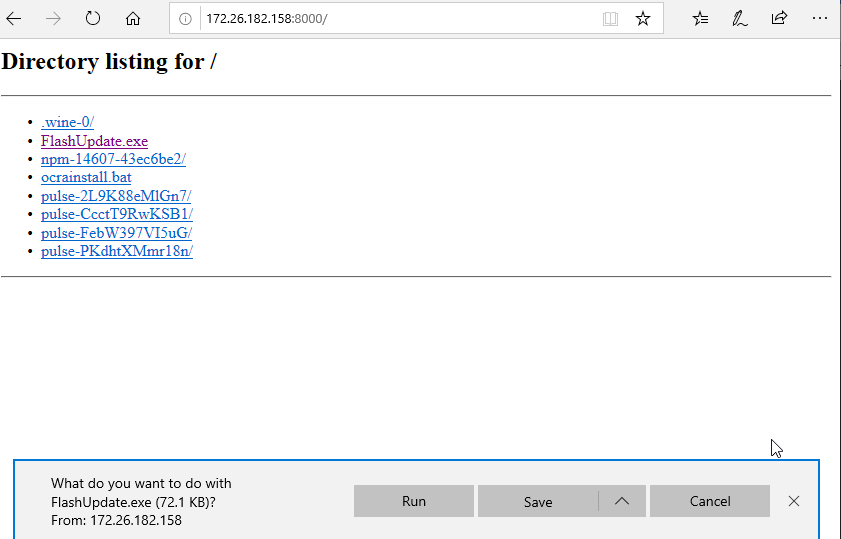 172.26.182.158:8000/
Directory listing for /
.wine-0/
FlashUpdate.exe
npm-14607-43ec6be2/
ocrainstall.bat
pulse-2L9K88eMlGn7/
pulse-CcctT9RwKSB1/
pulse-FebW397VI5uG/
pulse-PKdhtXMmr18n/
What do you want to do with
FlashUpdate.exe (72.1 KB)?
From: 172.26.182.158
Run
Save
Cancel